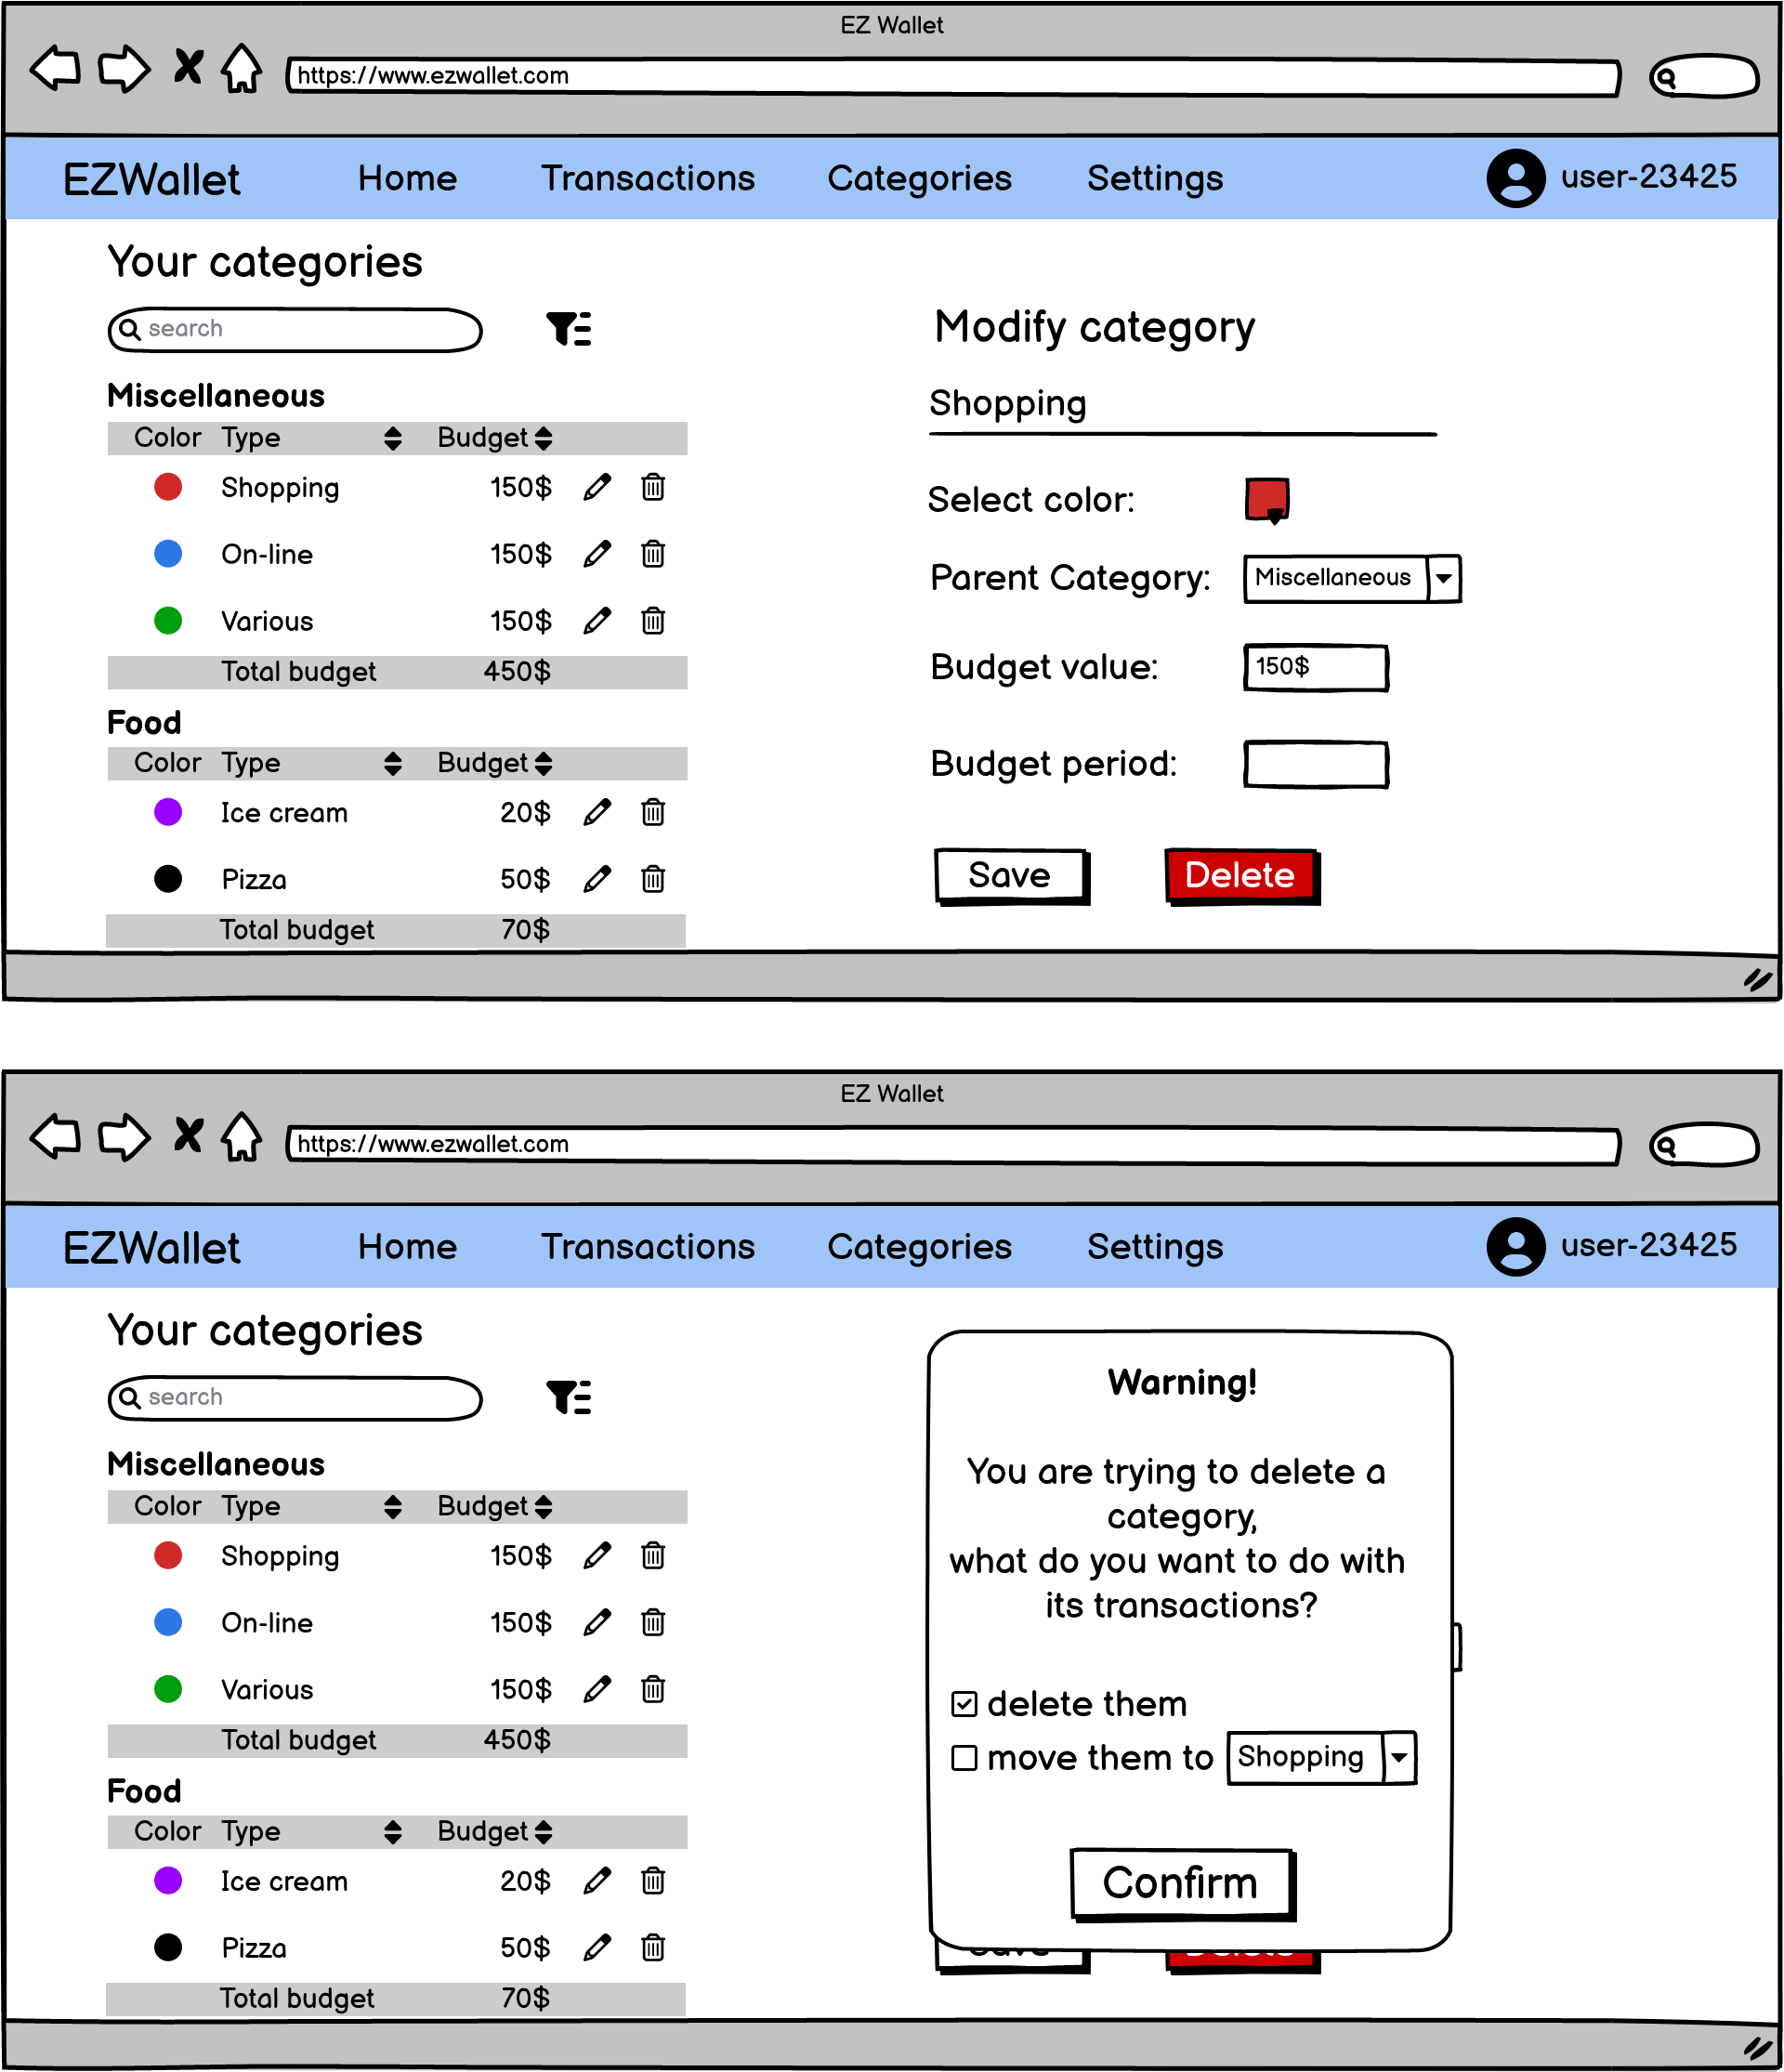 EZ Wallet
https://www.ezwallet.com
EZWallet Home Transactions Categories Settings user-23425
Your categories
search
Miscellaneous
Color Type Budget
Shopping 150$
On-line 150$
Various 150$
Total budget 450$
Food
Color Type Budget
Ice cream 20$
Pizza 50$
Total budget 70$
Modify category
Shopping
Select color:
Parent Category: Miscellaneous
Budget value: 150$
Budget period:
Save Delete
EZ Wallet
https://www.ezwallet.com
EZWallet Home Transactions Categories Settings user-23425
Your categories
search
Miscellaneous
Color Type Budget
Shopping 150$
On-line 150$
Various 150$
Total budget 450$
Food
Color Type Budget
Ice cream 20$
Pizza 50$
Total budget 70$
Warning!
You are trying to delete a
category,
what do you want to do with
its transactions?
delete them
move them to Shopping
Confirm